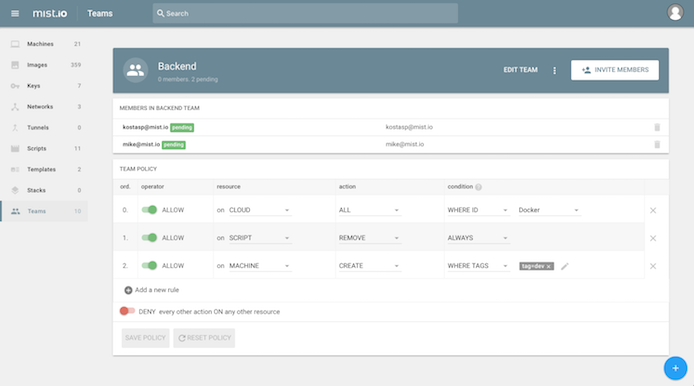 mist.io Teams Search
Machines 21
Images 209
Keys 7
Networks 3
Tunnels 0
Scripts 11
Templates 2
Stacks 0
Teams 10
Backend
0 members, 2 pending
EDIT TEAM INVITE MEMBERS
MEMBERS IN BACKEND TEAM
kostasp@mist.io pending kostasp@mist.io
mike@mist.io pending mike@mist.io
TEAM POLICY
ord. operator resource action condition ?
0. ALLOW on CLOUD ALL WHERE ID Docker
1. ALLOW on SCRIPT REMOVE ALWAYS
2. ALLOW on MACHINE CREATE WHERE TAGS tag=dev x
Add a new rule
DENY every other action ON any other resource
SAVE POLICY RESET POLICY